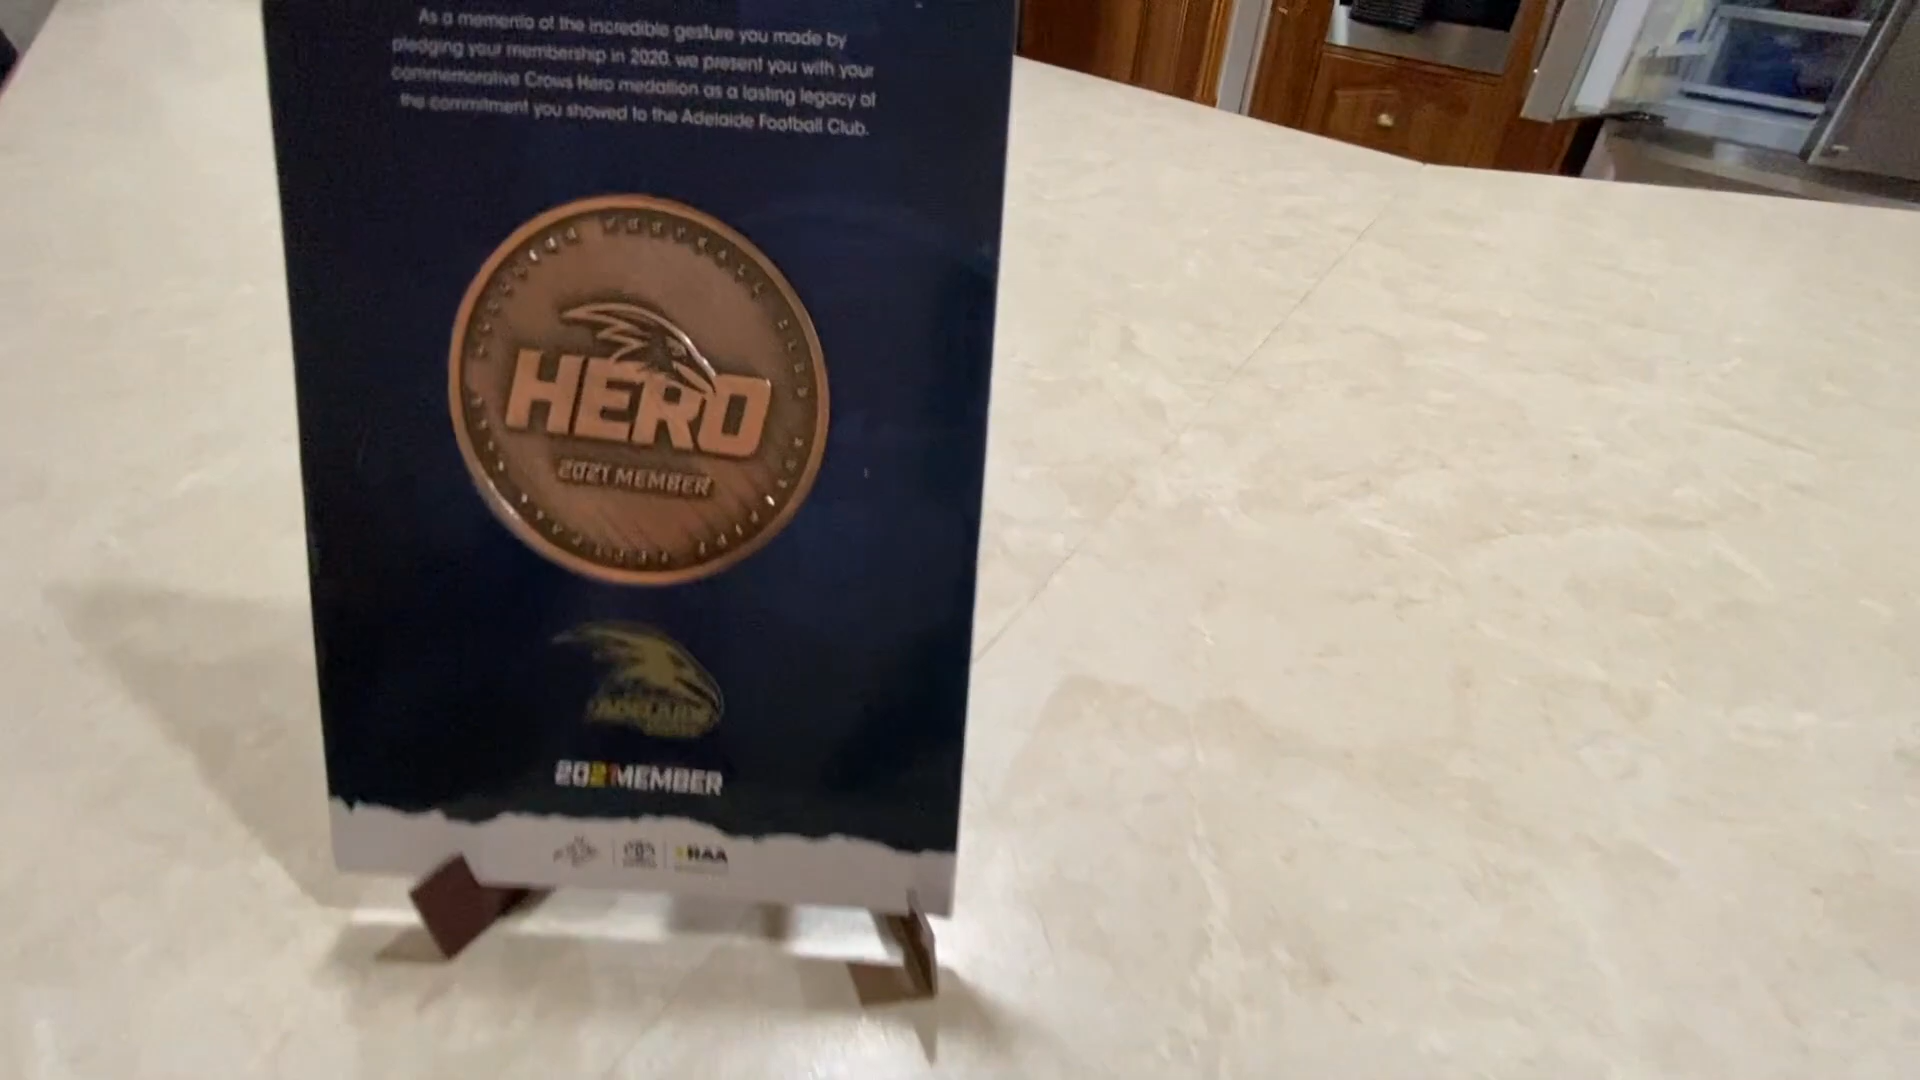 As a memento of the incredible gesture you made by
pledging your membership in 2020, we present you with your
commemorative Crows Hero medallion as a lasting legacy of
the commitment you showed to the Adelaide Football Club.
HERO
2021 MEMBER
ADELAIDE
2021MEMBER
RAA